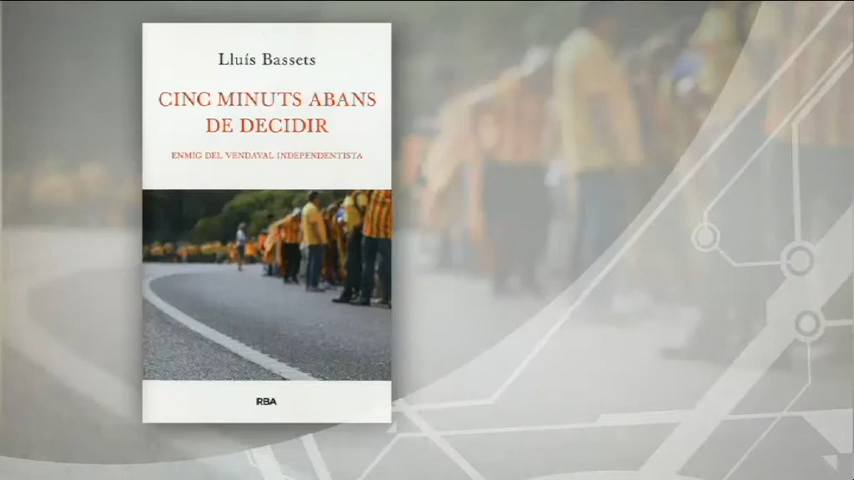 Lluís Bassets
CINC MINUTS ABANS
DE DECIDIR
ENMIG DEL VENDAVAL INDEPENDENTISTA
RBA